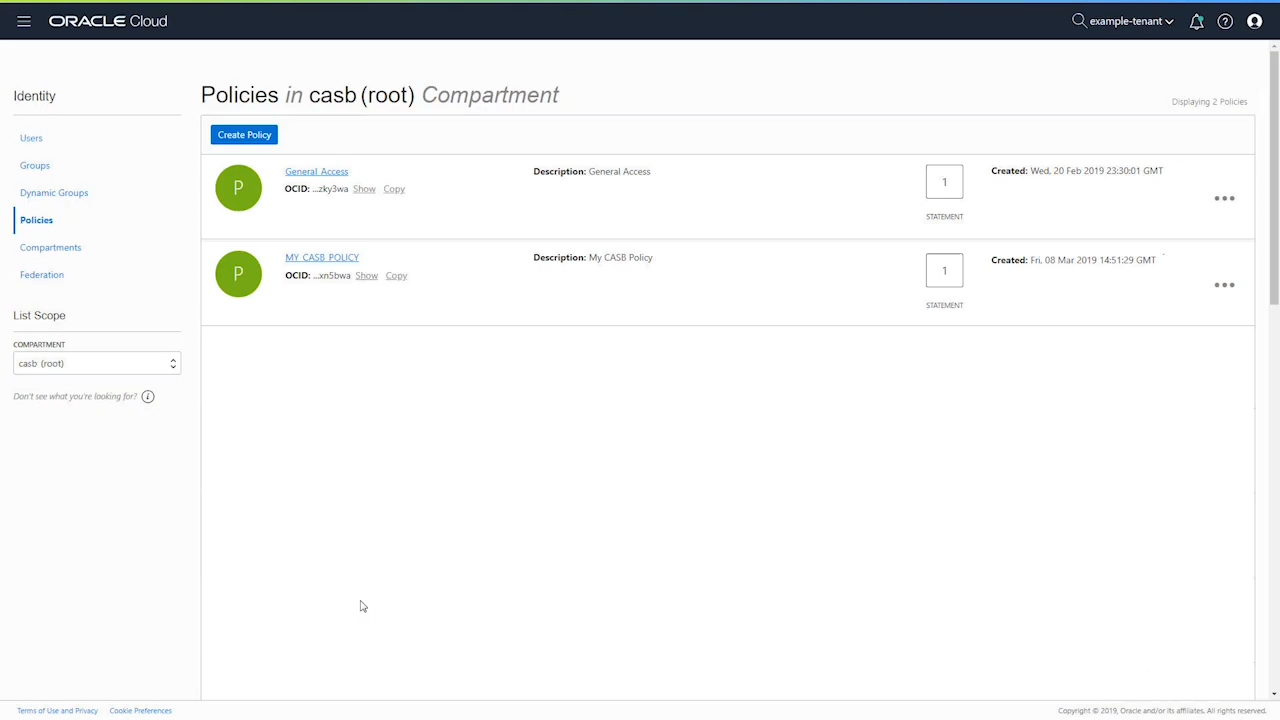 ORACLE Cloud
example-tenant
Identity
Users
Groups
Dynamic Groups
Policies
Compartments
Federation
List Scope
COMPARTMENT
casb (root)
Don't see what you're looking for?
Policies in casb (root) Compartment
Displaying 2 Policies
Create Policy
P
General Access
OCID: ...zky3wa Show Copy
Description: General Access
1
STATEMENT
Created: Wed, 20 Feb 2019 23:30:01 GMT
P
MY CASB POLICY
OCID: ...xn5bwa Show Copy
Description: My CASB Policy
1
STATEMENT
Created: Fri, 08 Mar 2019 14:51:29 GMT
Terms of Use and Privacy Cookie Preferences
Copyright © 2019, Oracle and/or its affiliates. All rights reserved.